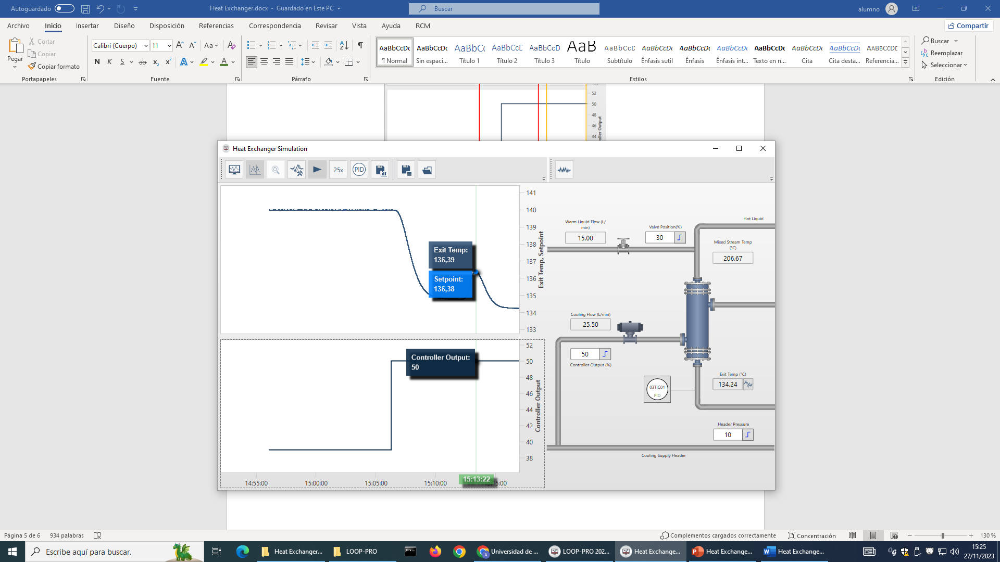 Autoguardado
Heat Exchanger.docx - Guardado en Este PC
Buscar
alumno
Archivo Inicio Insertar Diseño Disposición Referencias Correspondencia Revisar Vista Ayuda RCM
Compartir
Pegar
Cortar
Copiar
Copiar formato
Portapapeles
Calibri (Cuerpo) 11
Fuente
Párrafo
AaBbCcDc AaBbCcDc AaBbCc AaBbCcD AaBbCcD AaB AaBbCcD AaBbCcDc AaBbCcDc AaBbCcDc AaBbCcDc AaBbCcDc AaBbCcDc AaBbCcDc
¶ Normal Sin espaci... Título 1 Título 2 Título 3 Título Subtítulo Énfasis sutil Énfasis Énfasis int... Texto en n... Cita Cita desta... Referencia...
Estilos
Buscar
Reemplazar
Seleccionar
Edición
52
50
48
46
44
Heat Exchanger Simulation
25x
PID
141
140
139
138
137
136
135
134
133
Exit Temp, Setpoint
Exit Temp:
136,39
Setpoint:
136,38
52
50
48
46
44
42
40
38
Controller Output
Controller Output:
50
14:55:00 15:00:00 15:05:00 15:10:00
15:13:22
Hot Liquid
Warm Liquid Flow (L/
min)
15.00
Valve Position(%)
30
Mixed Stream Temp
(°C)
206.67
Cooling Flow (L/min)
25.50
50
Controller Output (%)
03TIC01
PID
Exit Temp (°C)
134.24
Header Pressure
10
Cooling Supply Header
Página 5 de 6 934 palabras
Complementos cargados correctamente
Concentración
130 %
Escribe aquí para buscar.
Heat Exchanger...
LOOP-PRO
Universidad de ...
LOOP-PRO 202...
Heat Exchange...
Heat Exchange...
Heat Exchange...
15:25
27/11/2023